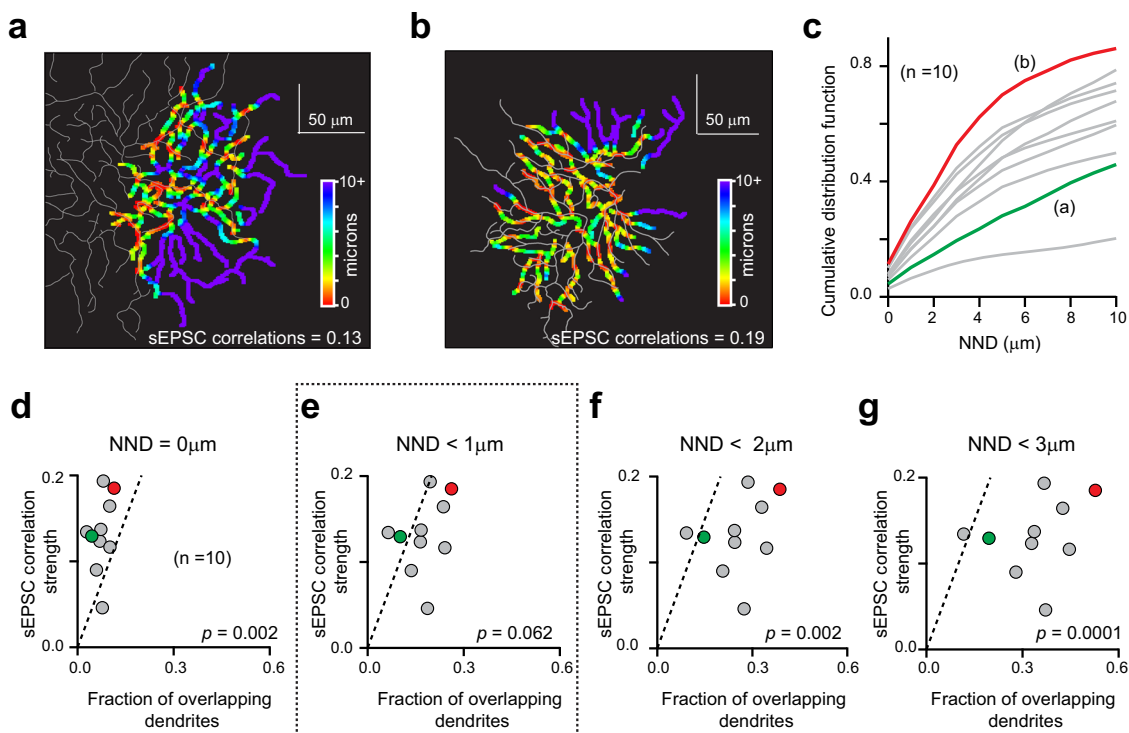 a
50 μm
10+
microns
0
sEPSC correlations = 0.13
b
50 μm
10+
microns
0
sEPSC correlations = 0.19
c
Cumulative distribution function
0.8
0.4
0.0
(n =10)
(b)
(a)
0 2 4 6 8 10
NND (μm)
d
NND = 0μm
sEPSC correlation
strength
0.2
0.0
(n =10)
p = 0.002
0.0 0.3 0.6
Fraction of overlapping
dendrites
e
NND < 1μm
sEPSC correlation
strength
0.2
0.0
p = 0.062
0.0 0.3 0.6
Fraction of overlapping
dendrites
f
NND < 2μm
sEPSC correlation
strength
0.2
0.0
p = 0.002
0.0 0.3 0.6
Fraction of overlapping
dendrites
g
NND < 3μm
sEPSC correlation
strength
0.2
0.0
p = 0.0001
0.0 0.3 0.6
Fraction of overlapping
dendrites